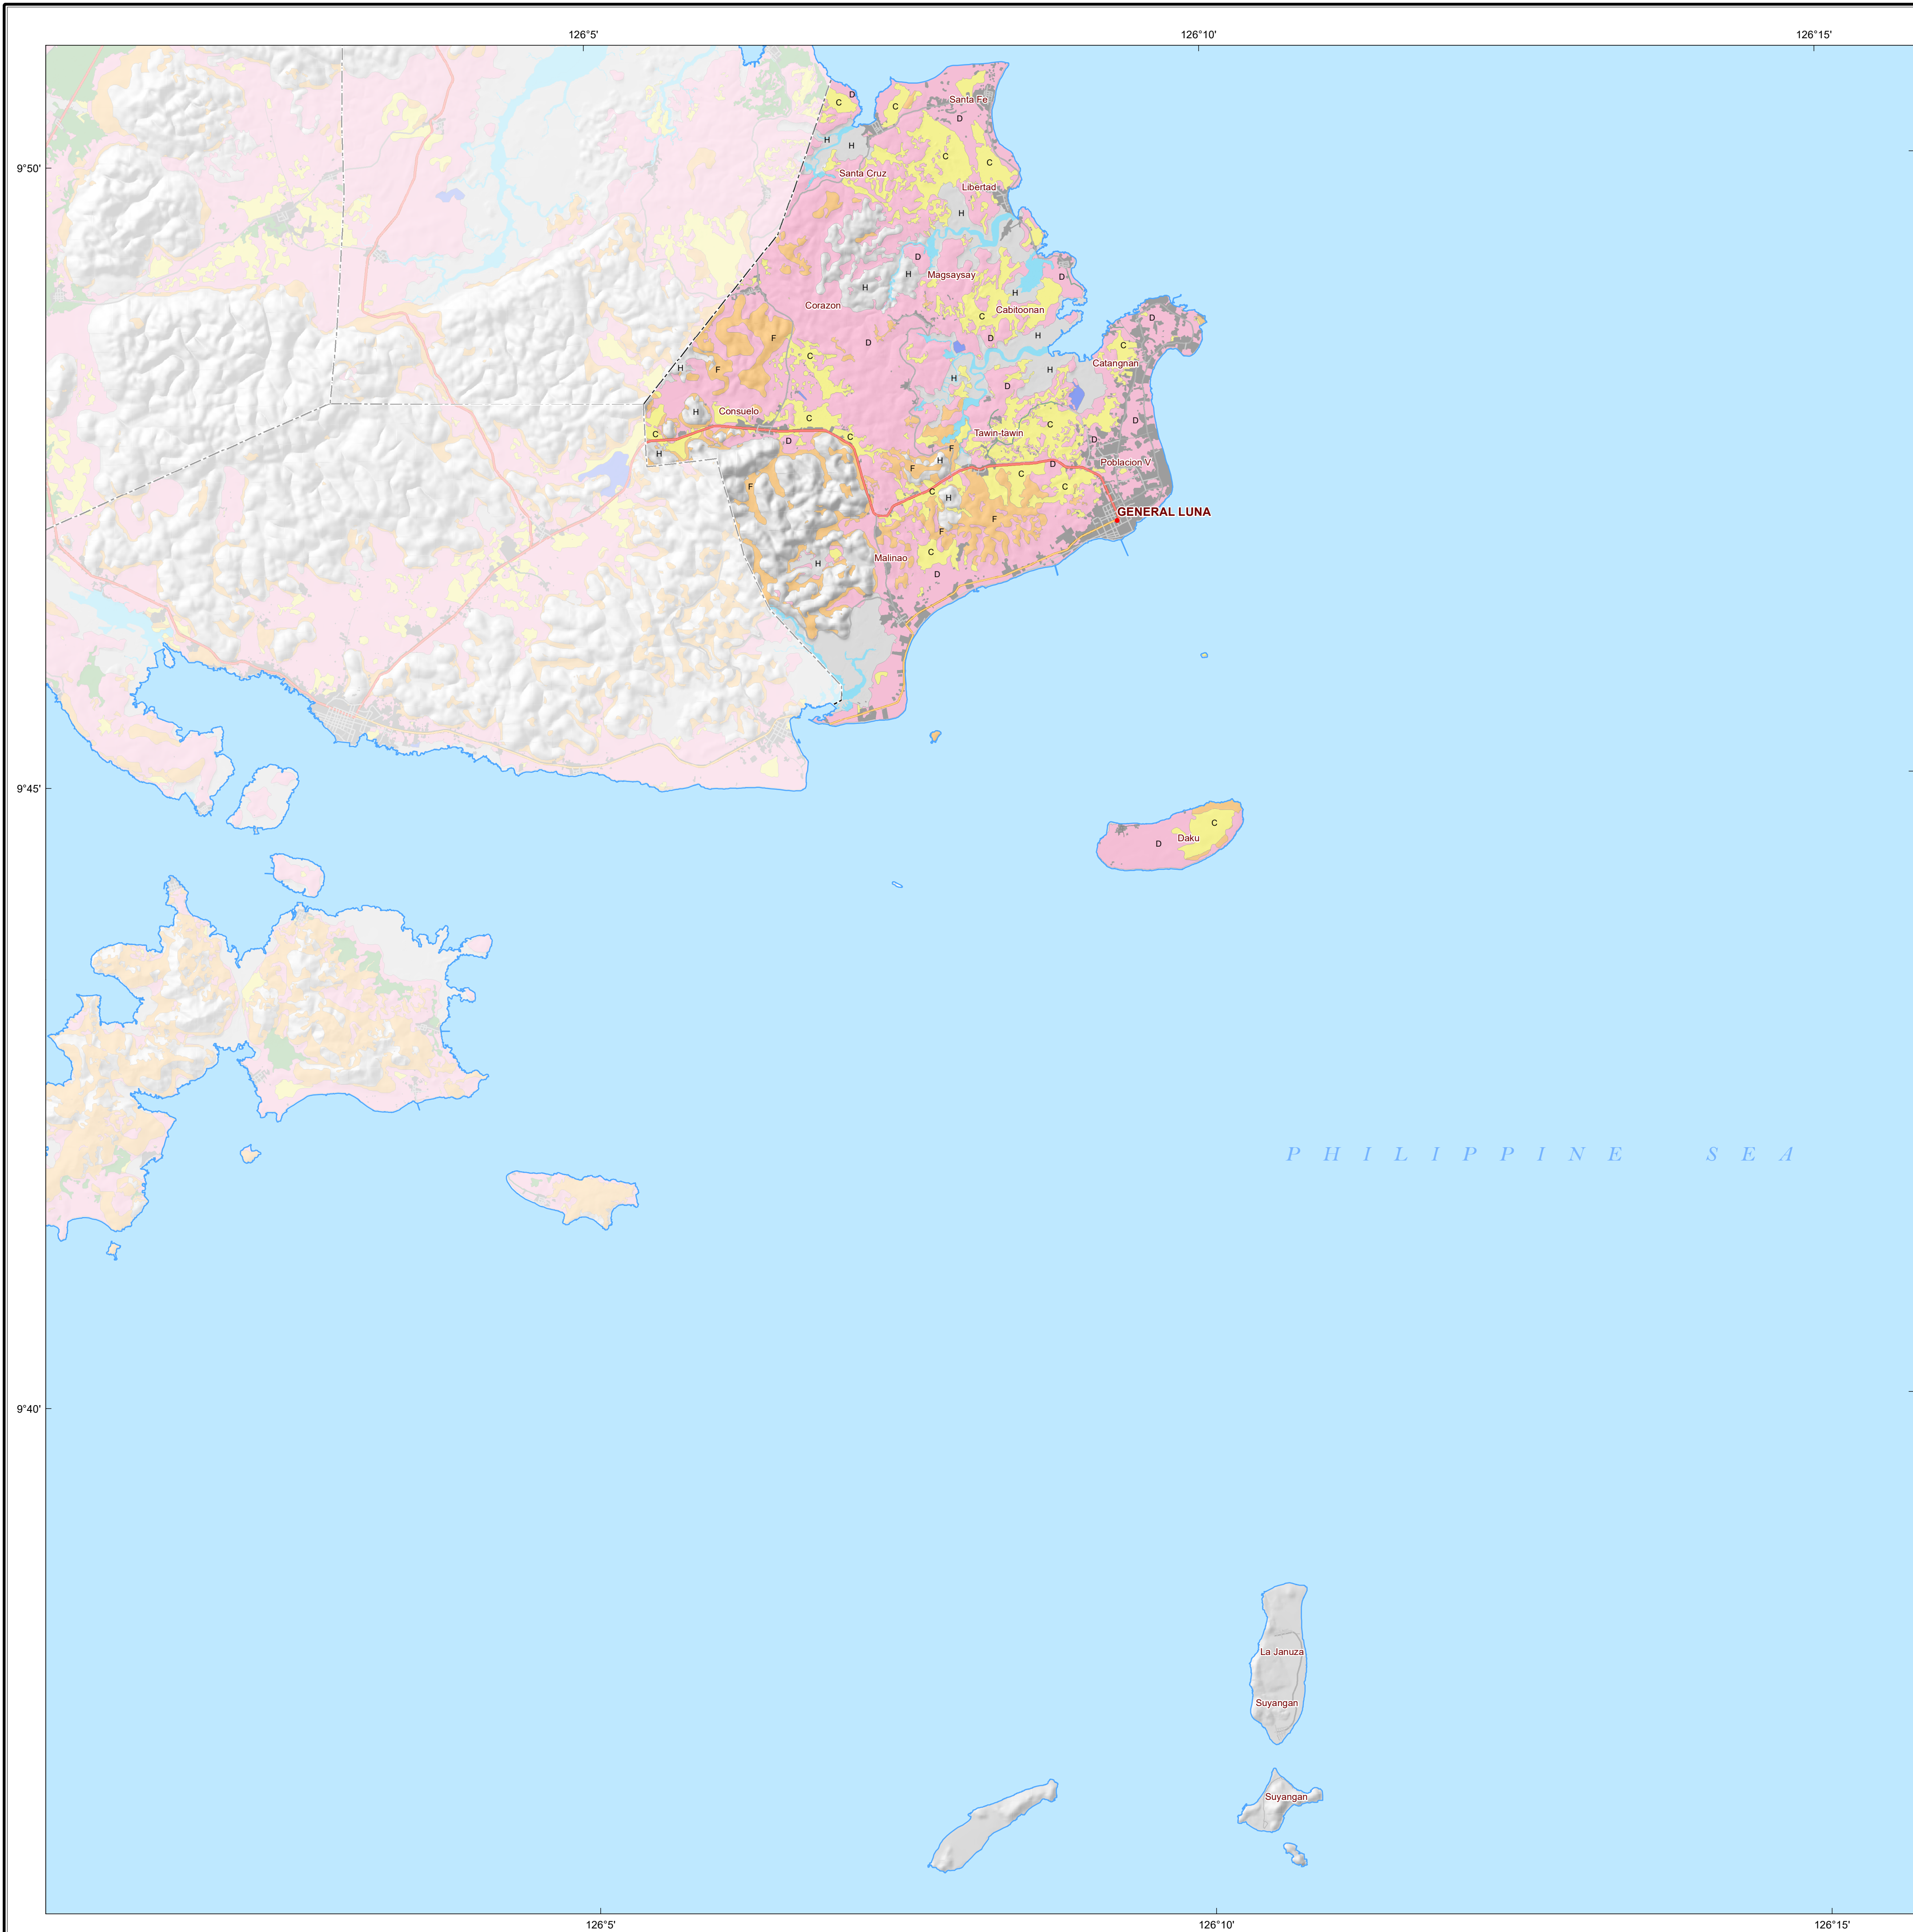 126°5' 126°10' 126°15'
D
C
Santa Fe
C
D
9°50'
H
H
C
C
Santa Cruz
Libertad
H
D
H
Magsaysay
D
H
H
Corazon
Cabitoonan
C
D
F
D
D
H
C
C
Catangnan
H
F
H
H
D
Consuelo
H
C
C
D
C
C
Tawin-tawin
D
D
F
H
H
F
D
Poblacion V
C
F
C
C
H
GENERAL LUNA
F
F
C
Malinao
H
D
9°45'
C
Daku
D
PHILIPPINE SEA
9°40'
La Januza
Suyangan
Suyangan
126°5' 126°10' 126°15'